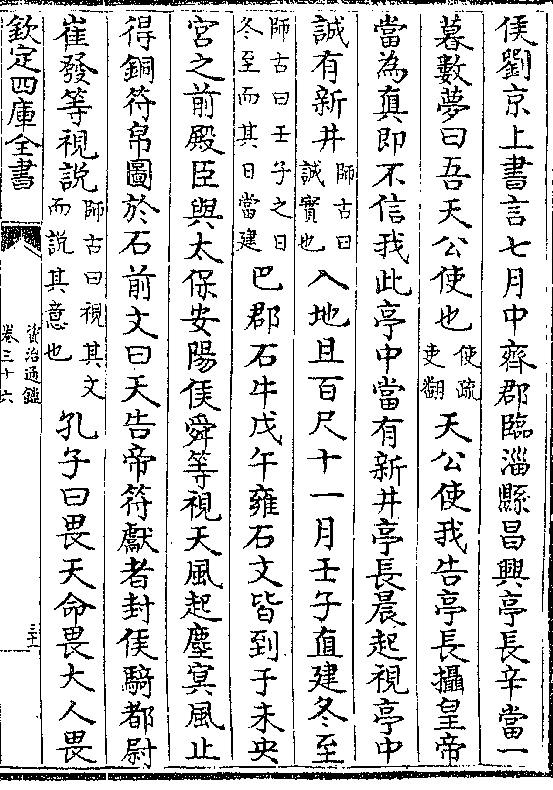 侯劉京上書言七月中齊郡臨淄縣昌興亭長辛當一
暮數夢曰吾天公使也使疏吏翻天公使我告亭長攝皇帝
當為真即不信我此亭中當有新井亭長晨起視亭中
誠有新井師古曰誠實也入地且百尺十一月壬子直建冬至
師古曰壬子之日冬至而其日當建巴郡石牛戊午雍石文皆到于未央
宮之前殿臣與太保安陽侯舜等視天風起塵冥風止
得銅符帛圖於石前文曰天告帝符獻者封侯騎都尉
崔發等視說師古曰視其文而說其意也孔子曰畏天命畏大人畏
欽定四庫全書
資治通鑑
卷三十六